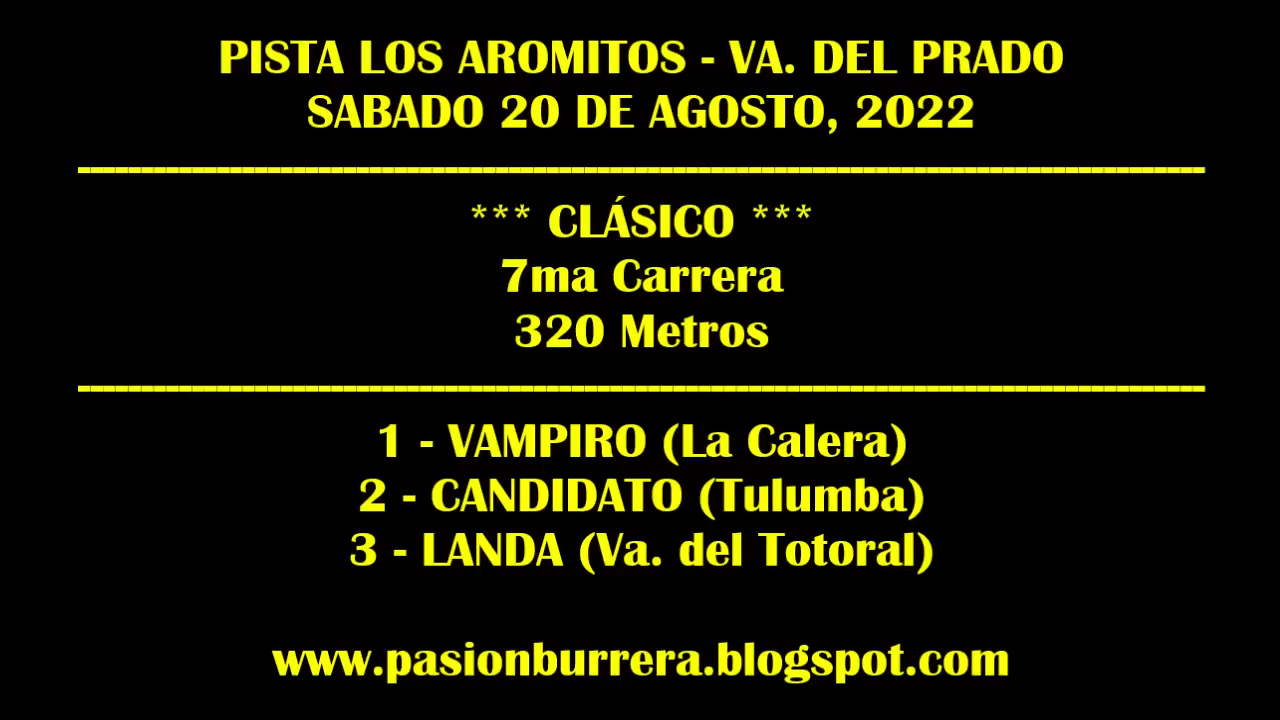 PISTA LOS AROMITOS - VA. DEL PRADO
SABADO 20 DE AGOSTO, 2022
*** CLÁSICO ***
7ma Carrera
320 Metros
1 - VAMPIRO (La Calera)
2 - CANDIDATO (Tulumba)
3 - LANDA (Va. del Totoral)
www.pasionburrera.blogspot.com